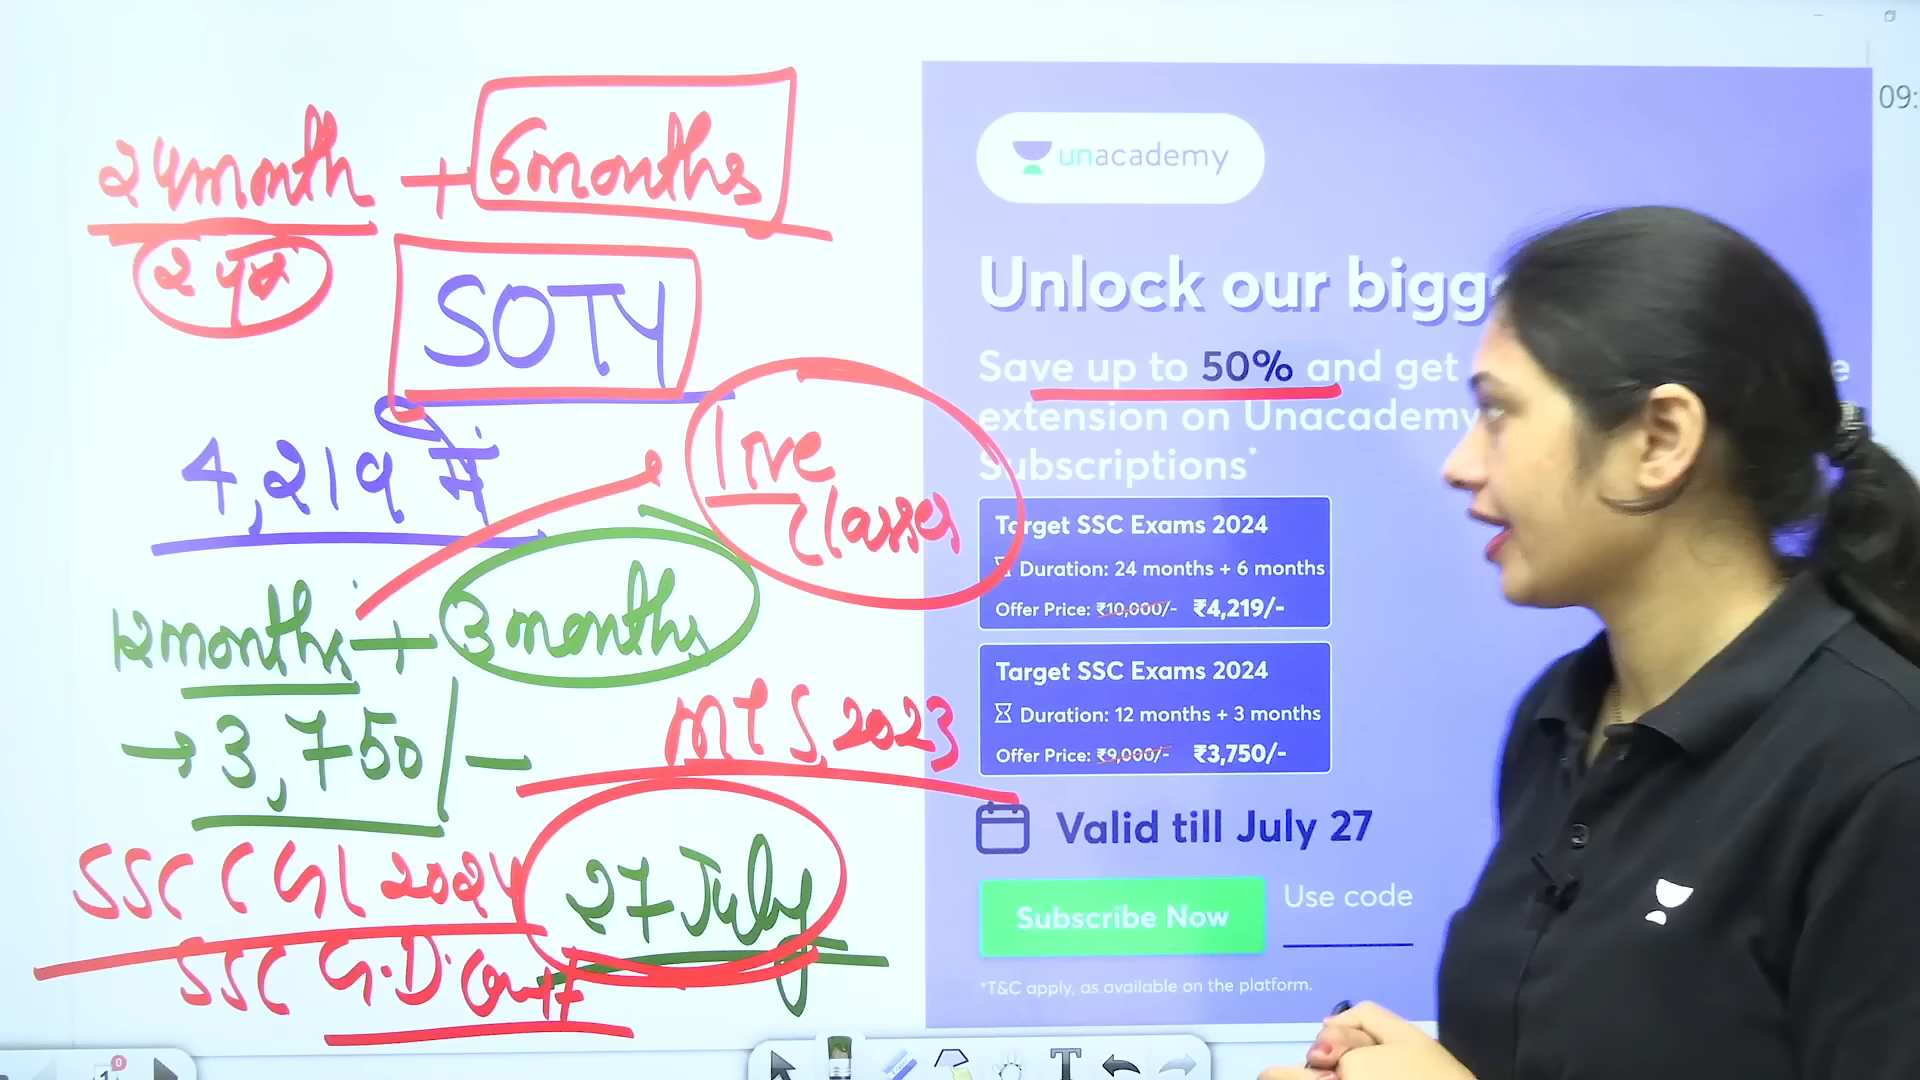 24month + 6months
2 वर्ष
SOTY
4,219 में
live
classes
12months + 3months
→ 3,750/-
MTS, 2023
SSC CGL 2024
27 July
SSC G.D. Const
unacademy
Unlock our bigg
Save up to 50% and get
e
extension on Unacademy
Subscriptions*
Target SSC Exams 2024
Duration: 24 months + 6 months
Offer Price: ₹10,000/- ₹4,219/-
Target SSC Exams 2024
Duration: 12 months + 3 months
Offer Price: ₹9,000/- ₹3,750/-
Valid till July 27
Subscribe Now
Use code
*T&C apply, as available on the platform.
09:
T
1
0